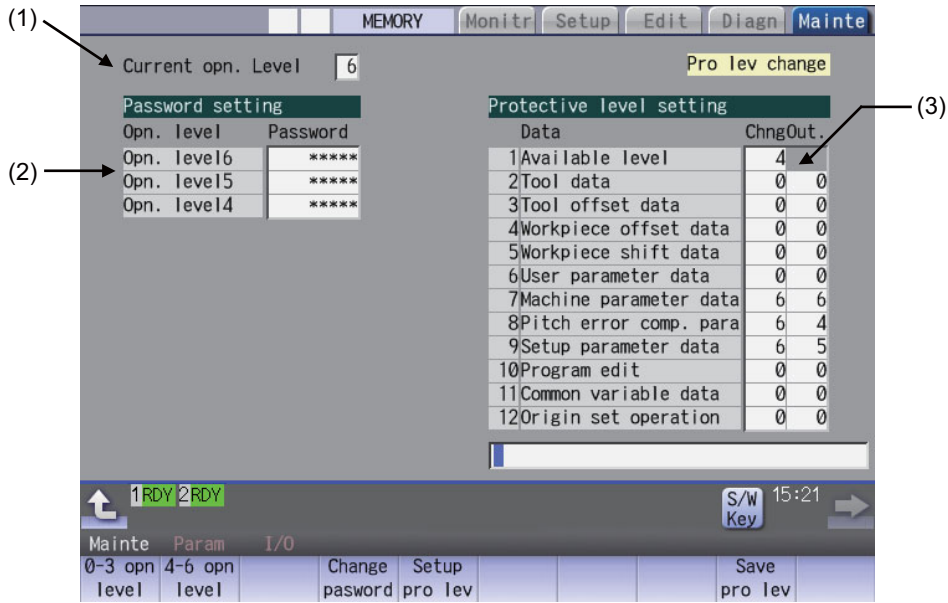 (1)
MEMORY Monitr Setup Edit Diagn Mainte
Current opn. Level 6
Pro lev change
Password setting
Opn. level Password
(2)
Opn. level6 *****
Opn. level5 *****
Opn. level4 *****
Protective level setting
Data Chng Out.
(3)
1 Available level 4
2 Tool data 0 0
3 Tool offset data 0 0
4 Workpiece offset data 0 0
5 Workpiece shift data 0 0
6 User parameter data 0 0
7 Machine parameter data 6 6
8 Pitch error comp. para 6 4
9 Setup parameter data 6 5
10 Program edit 0 0
11 Common variable data 0 0
12 Origin set operation 0 0
1 RDY 2 RDY
S/W Key 15:21
Mainte Param I/O
0-3 opn 4-6 opn Change Setup Save
level level pasword pro lev pro lev